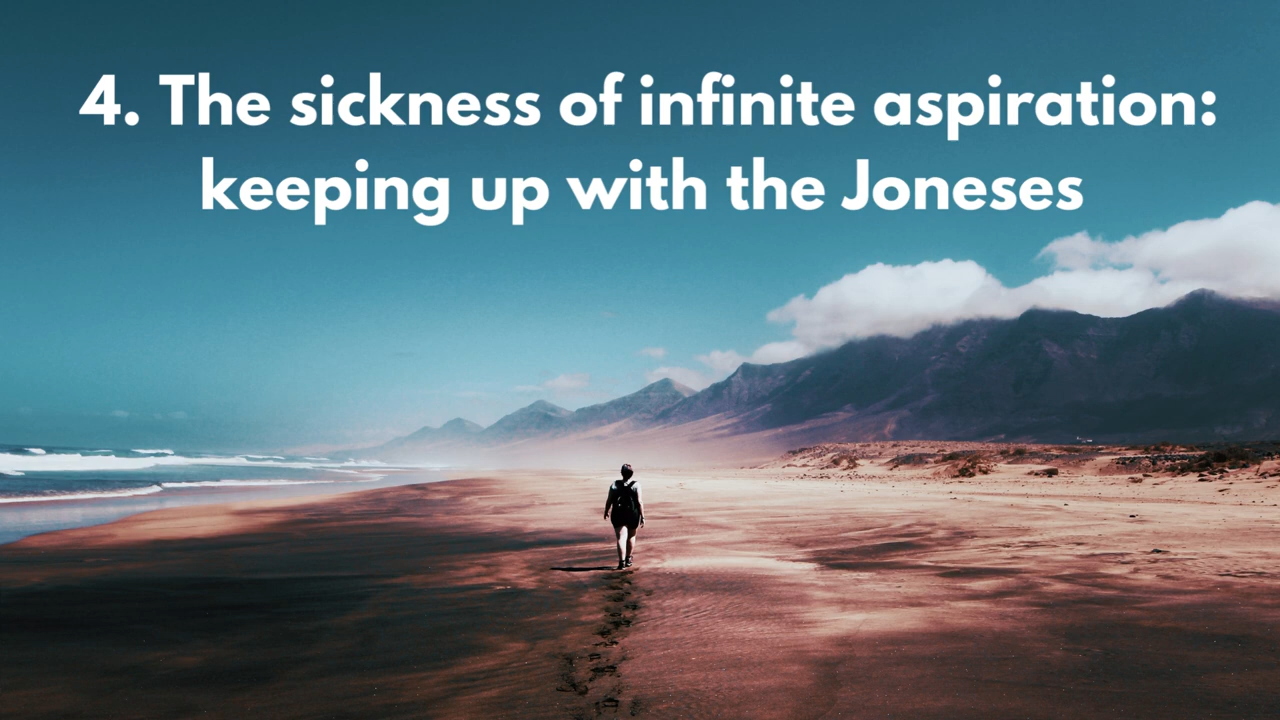 4. The sickness of infinite aspiration:
keeping up with the Joneses